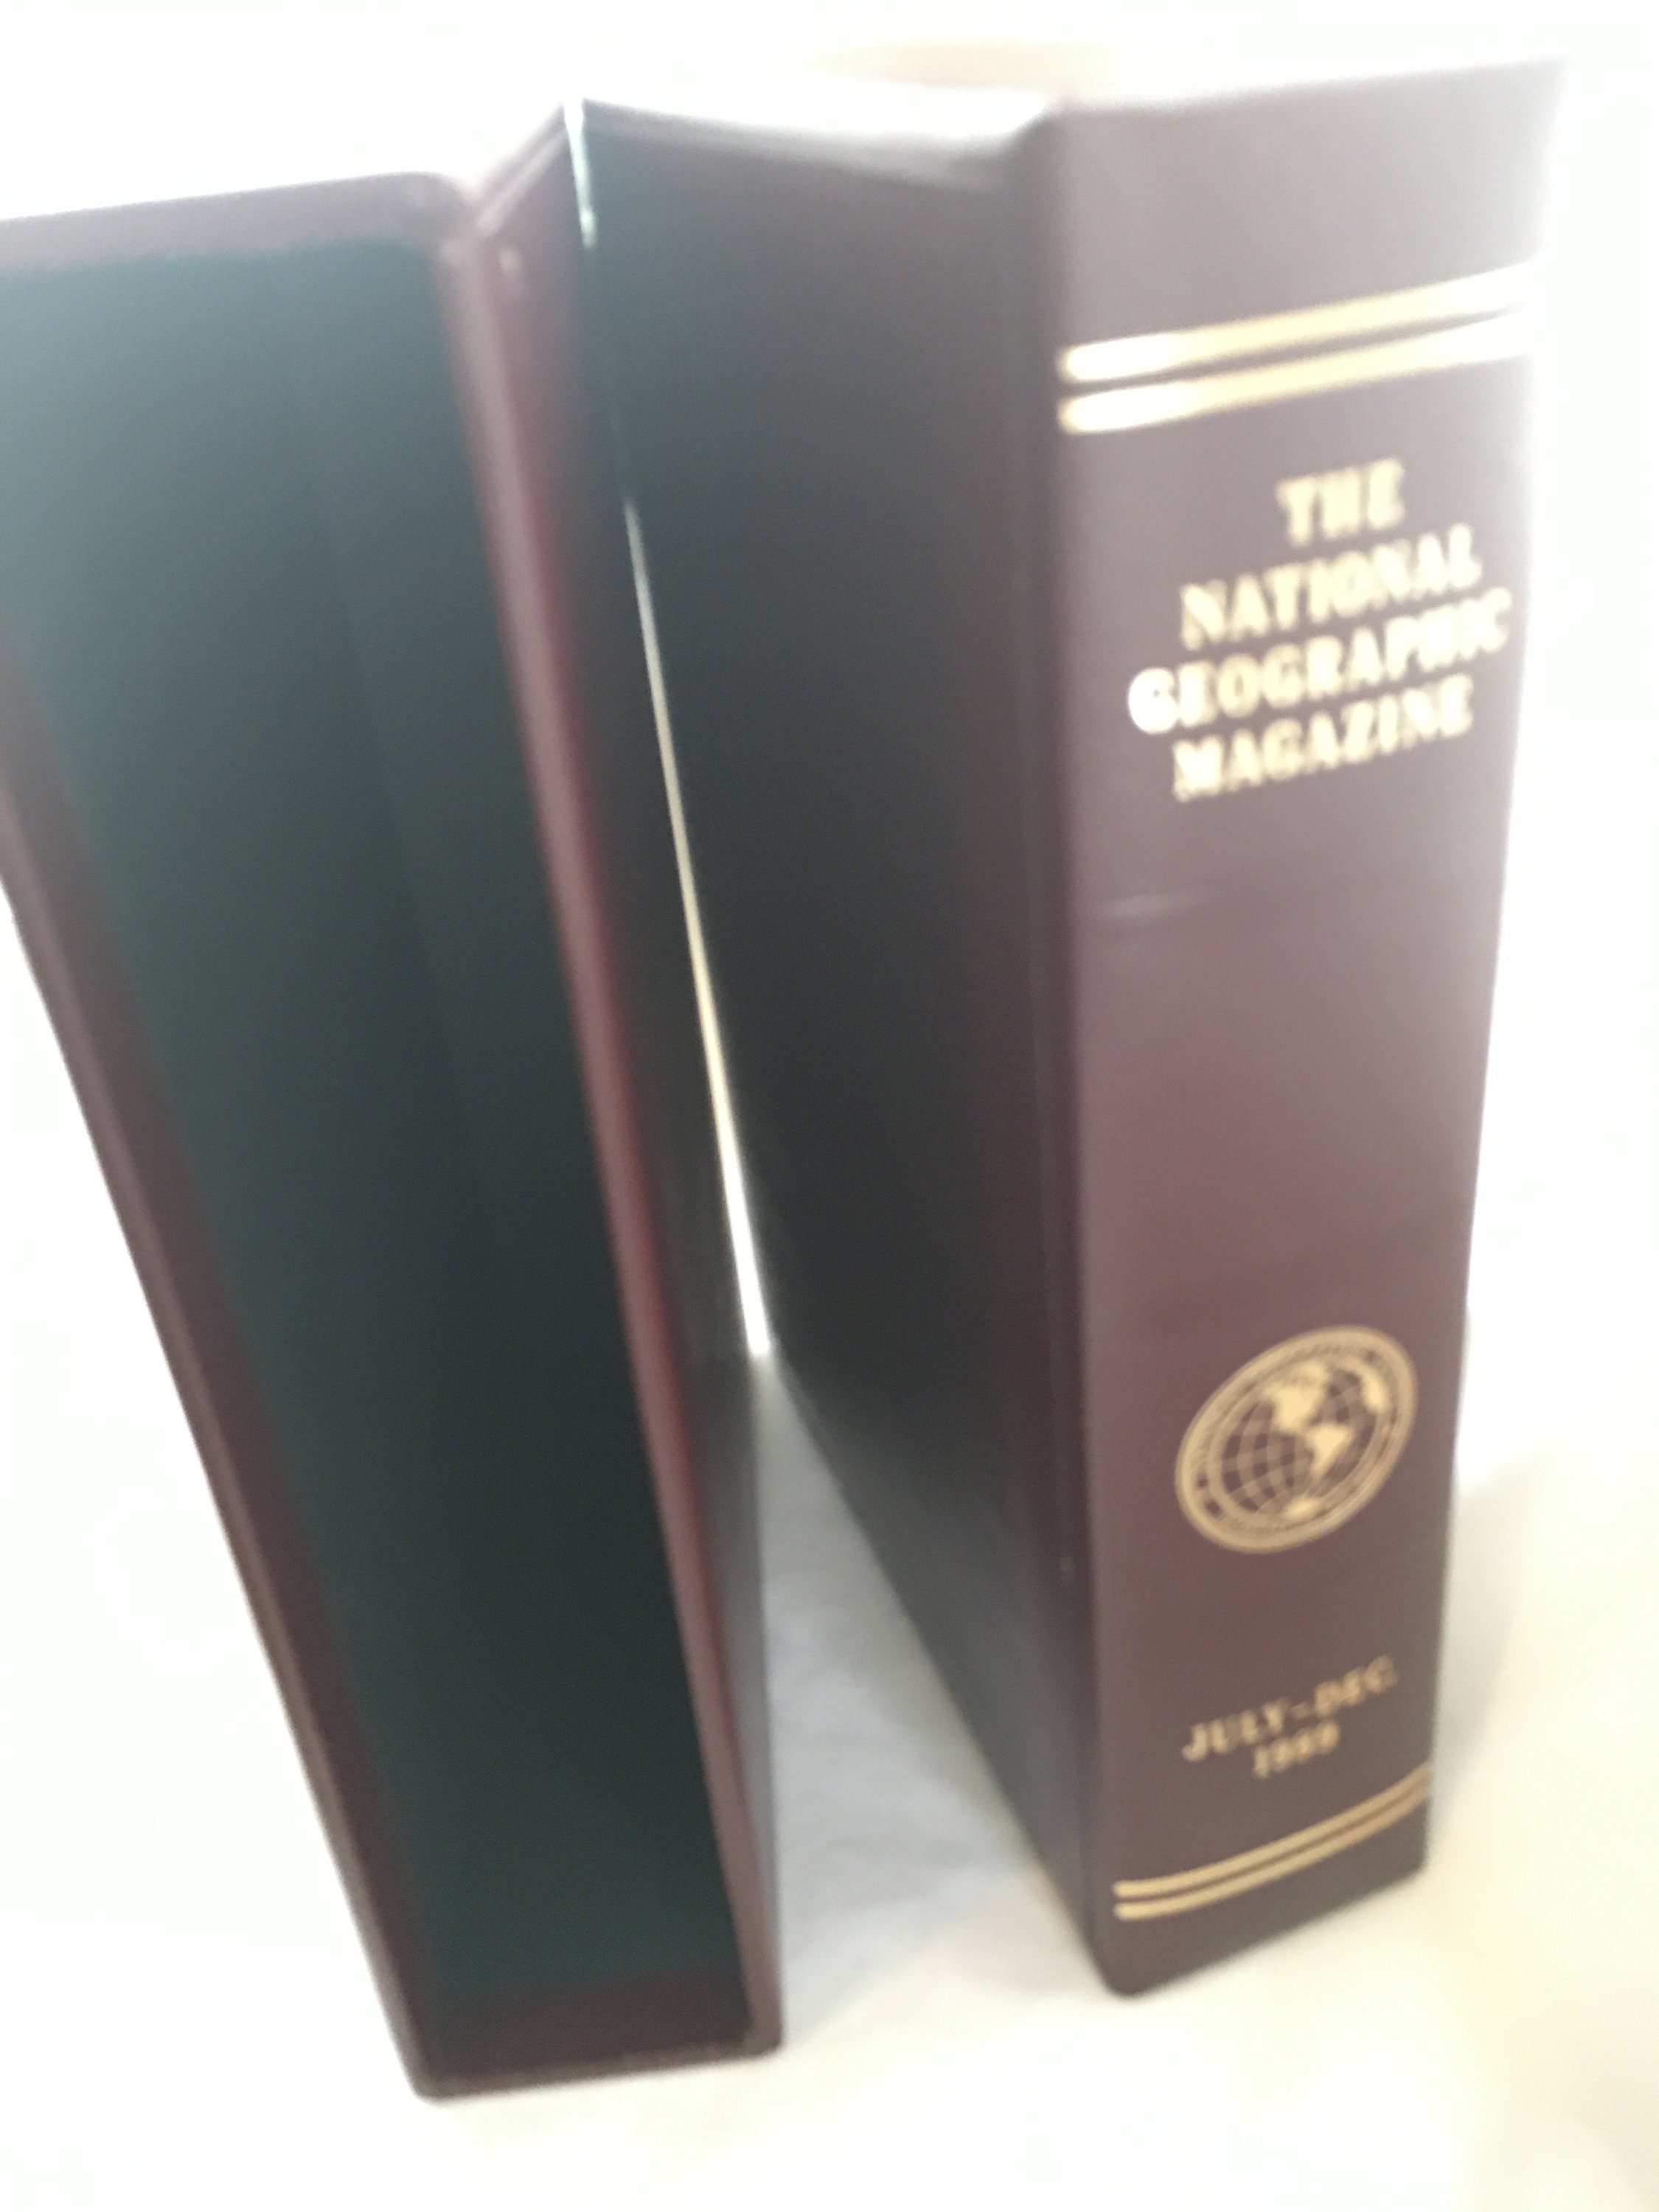 THE
NATIONAL
GEOGRAPHIC
MAGAZINE
JULY-DEC.